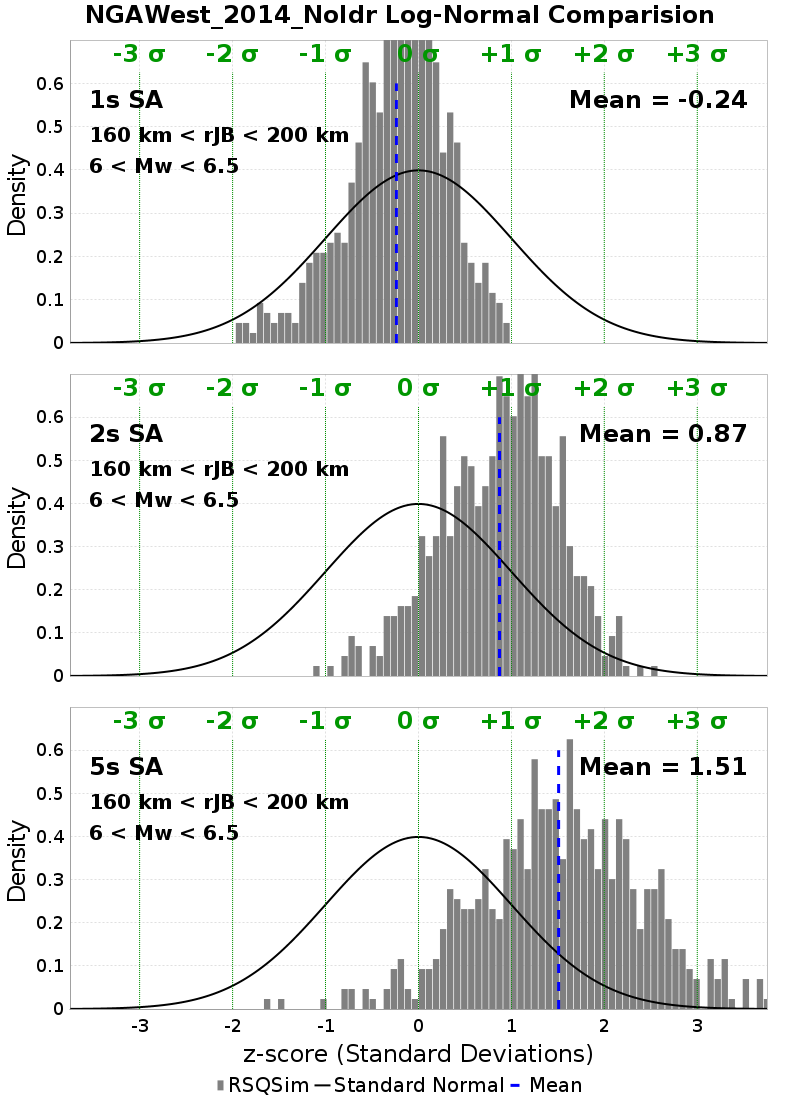 NGAWest_2014_NoIdr Log-Normal Comparision
-3 σ -2 σ -1 σ 0 σ +1 σ +2 σ +3 σ
0.6
1s SA Mean = -0.24
0.5
160 km < rJB < 200 km
0.4
6 < Mw < 6.5
0.3
0.2
0.1
0
Density
-3 σ -2 σ -1 σ 0 σ +1 σ +2 σ +3 σ
0.6
2s SA Mean = 0.87
0.5
160 km < rJB < 200 km
0.4
6 < Mw < 6.5
0.3
0.2
0.1
0
Density
-3 σ -2 σ -1 σ 0 σ +1 σ +2 σ +3 σ
0.6
5s SA Mean = 1.51
0.5
160 km < rJB < 200 km
0.4
6 < Mw < 6.5
0.3
0.2
0.1
0
Density
-3 -2 -1 0 1 2 3
z-score (Standard Deviations)
RSQSim Standard Normal Mean